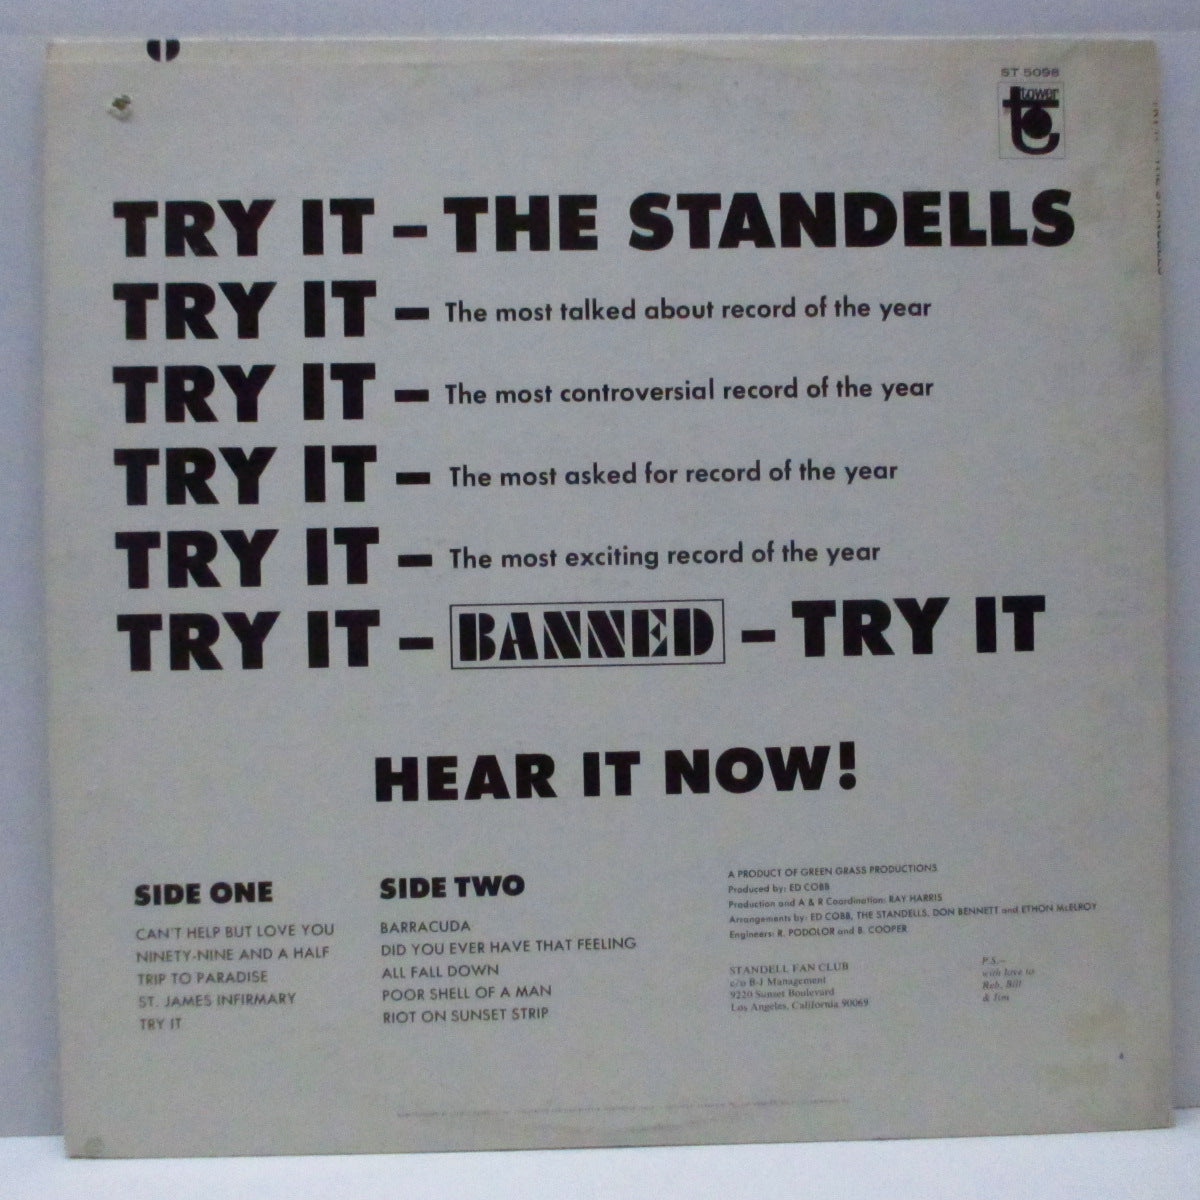 ST 5098
tower
TRY IT – THE STANDELLS
TRY IT – The most talked about record of the year
TRY IT – The most controversial record of the year
TRY IT – The most asked for record of the year
TRY IT – The most exciting record of the year
TRY IT – BANNED – TRY IT
HEAR IT NOW!
SIDE ONE
CAN'T HELP BUT LOVE YOU
NINETY-NINE AND A HALF
TRIP TO PARADISE
ST. JAMES INFIRMARY
TRY IT
SIDE TWO
BARRACUDA
DID YOU EVER HAVE THAT FEELING
ALL FALL DOWN
POOR SHELL OF A MAN
RIOT ON SUNSET STRIP
A PRODUCT OF GREEN GRASS PRODUCTIONS
Produced by: ED COBB
Production and A & R Coordination: RAY HARRIS
Arrangements by: ED COBB, THE STANDELLS, DON BENNETT and ETHON McELROY
Engineers: R. PODOLOR and B. COOPER
STANDELL FAN CLUB
c/o B-J Management
9220 Sunset Boulevard
Los Angeles, California 90069
P.S.—
with love to
Reb, Bill
& Jim